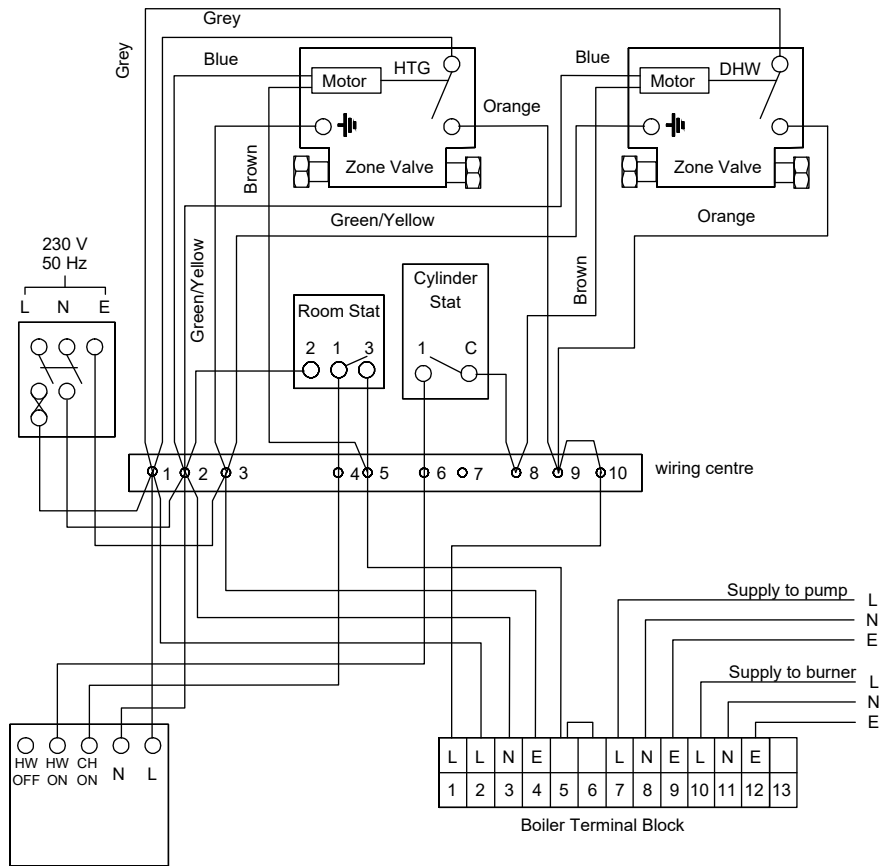 Grey
Grey
Blue
Motor
HTG
Orange
Zone Valve
Brown
Blue
Motor
DHW
Zone Valve
Orange
Green/Yellow
Green/Yellow
Brown
230 V
50 Hz
L N E
Room Stat
2 1 3
Cylinder
Stat
1 C
1 2 3 4 5 6 7 8 9 10
wiring centre
Supply to pump
L
N
E
Supply to burner
L
N
E
HW
OFF
HW
ON
CH
ON
N
L
L L N E L N E L N E
1 2 3 4 5 6 7 8 9 10 11 12 13
Boiler Terminal Block